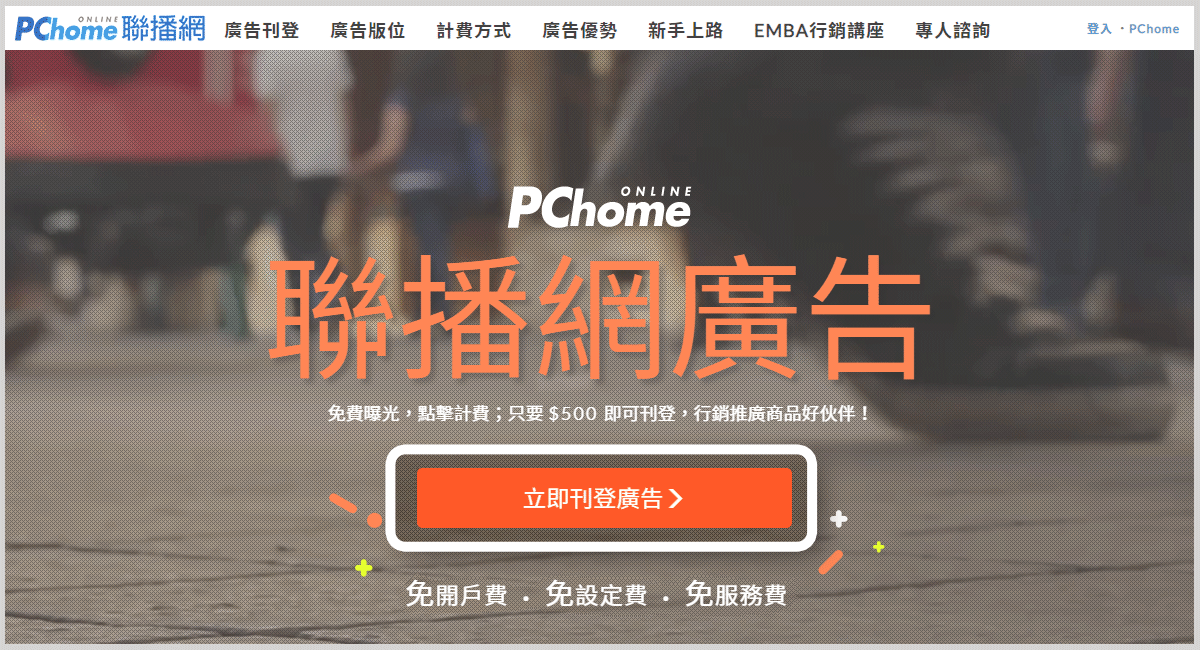 PChome ONLINE 聯播網 廣告刊登 廣告版位 計費方式 廣告優勢 新手上路 EMBA行銷講座 專人諮詢 登入 ・PChome
PChome ONLINE
聯播網廣告
免費曝光，點擊計費；只要 $500 即可刊登，行銷推廣商品好伙伴！
立即刊登廣告
免開戶費 • 免設定費 • 免服務費